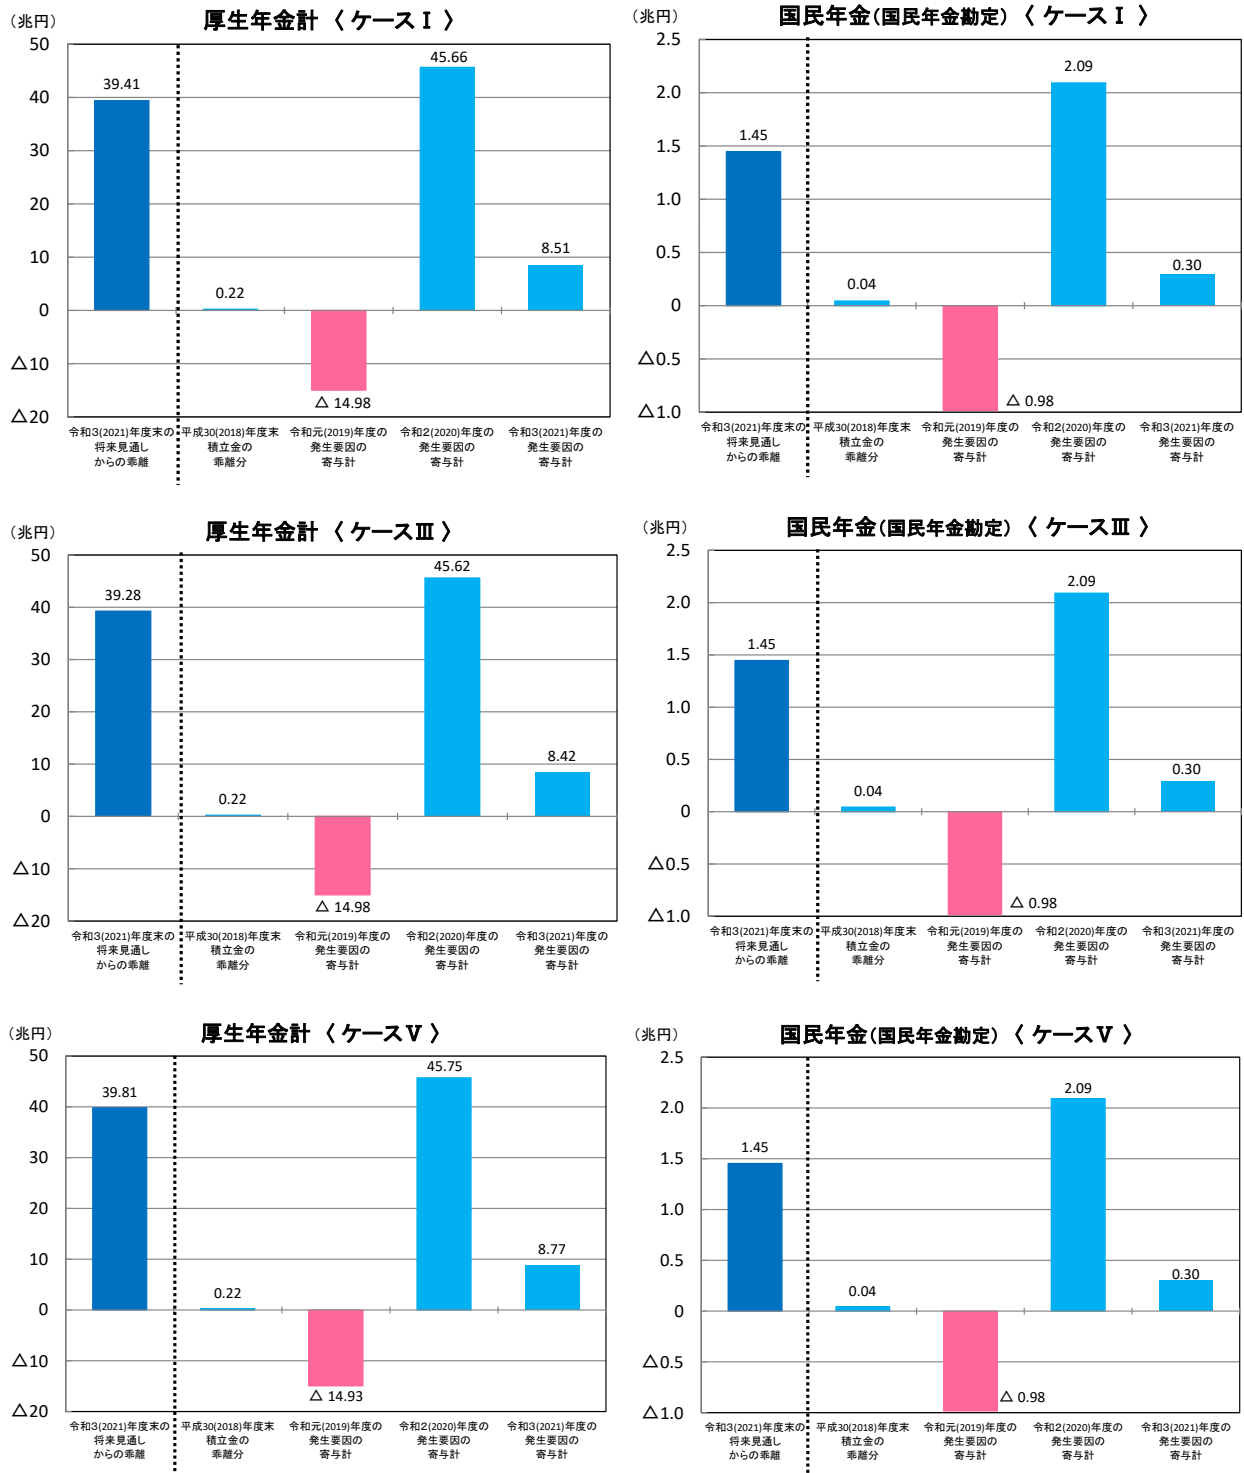 (兆円)
厚生年金計 〈 ケースⅠ 〉
50
40
30
20
10
0
△10
△20
39.41
0.22
△ 14.98
45.66
8.51
令和3(2021)年度末の
将来見通し
からの乖離
平成30(2018)年度末
積立金の
乖離分
令和元(2019)年度の
発生要因の
寄与計
令和2(2020)年度の
発生要因の
寄与計
令和3(2021)年度の
発生要因の
寄与計
(兆円)
国民年金(国民年金勘定) 〈 ケースⅠ 〉
2.5
2.0
1.5
1.0
0.5
0
△0.5
△1.0
1.45
0.04
△ 0.98
2.09
0.30
令和3(2021)年度末の
将来見通し
からの乖離
平成30(2018)年度末
積立金の
乖離分
令和元(2019)年度の
発生要因の
寄与計
令和2(2020)年度の
発生要因の
寄与計
令和3(2021)年度の
発生要因の
寄与計
(兆円)
厚生年金計 〈 ケースⅢ 〉
50
40
30
20
10
0
△10
△20
39.28
0.22
△ 14.98
45.62
8.42
令和3(2021)年度末の
将来見通し
からの乖離
平成30(2018)年度末
積立金の
乖離分
令和元(2019)年度の
発生要因の
寄与計
令和2(2020)年度の
発生要因の
寄与計
令和3(2021)年度の
発生要因の
寄与計
(兆円)
国民年金(国民年金勘定) 〈 ケースⅢ 〉
2.5
2.0
1.5
1.0
0.5
0
△0.5
△1.0
1.45
0.04
△ 0.98
2.09
0.30
令和3(2021)年度末の
将来見通し
からの乖離
平成30(2018)年度末
積立金の
乖離分
令和元(2019)年度の
発生要因の
寄与計
令和2(2020)年度の
発生要因の
寄与計
令和3(2021)年度の
発生要因の
寄与計
(兆円)
厚生年金計 〈 ケースⅤ 〉
50
40
30
20
10
0
△10
△20
39.81
0.22
△ 14.93
45.75
8.77
令和3(2021)年度末の
将来見通し
からの乖離
平成30(2018)年度末
積立金の
乖離分
令和元(2019)年度の
発生要因の
寄与計
令和2(2020)年度の
発生要因の
寄与計
令和3(2021)年度の
発生要因の
寄与計
(兆円)
国民年金(国民年金勘定) 〈 ケースⅤ 〉
2.5
2.0
1.5
1.0
0.5
0
△0.5
△1.0
1.45
0.04
△ 0.98
2.09
0.30
令和3(2021)年度末の
将来見通し
からの乖離
平成30(2018)年度末
積立金の
乖離分
令和元(2019)年度の
発生要因の
寄与計
令和2(2020)年度の
発生要因の
寄与計
令和3(2021)年度の
発生要因の
寄与計